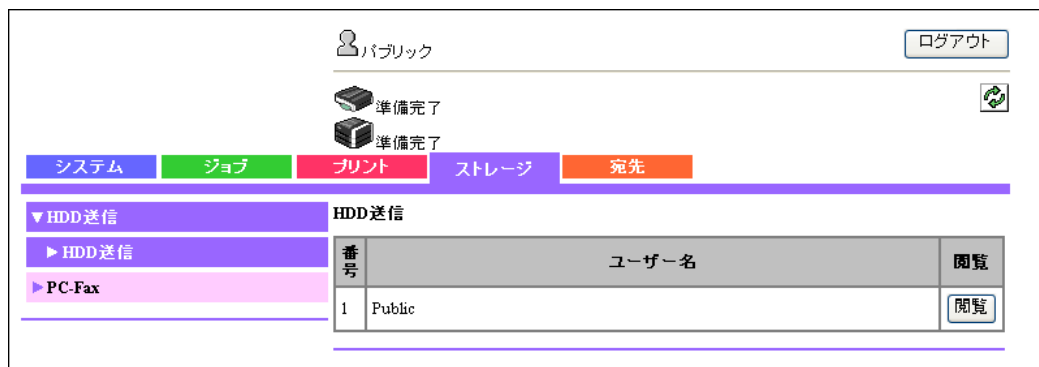 パブリック
ログアウト
準備完了
準備完了
システム ジョブ プリント ストレージ 宛先
▼HDD送信
▶HDD送信
▶PC-Fax
HDD送信
番号 ユーザー名 閲覧
1 Public 閲覧